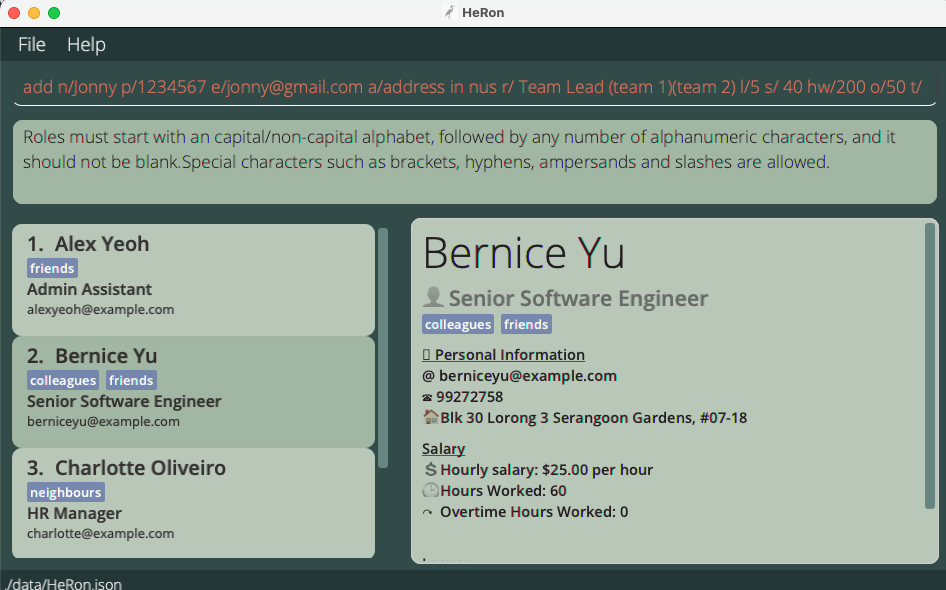 HeRon
File Help
add n/Jonny p/1234567 e/jonny@gmail.com a/address in nus r/ Team Lead (team 1)(team 2) l/5 s/ 40 hw/200 o/50 t/
Roles must start with an capital/non-capital alphabet, followed by any number of alphanumeric characters, and it
should not be blank.Special characters such as brackets, hyphens, ampersands and slashes are allowed.
1. Alex Yeoh
friends
Admin Assistant
alexyeoh@example.com
2. Bernice Yu
colleagues friends
Senior Software Engineer
berniceyu@example.com
3. Charlotte Oliveiro
neighbours
HR Manager
charlotte@example.com
Bernice Yu
Senior Software Engineer
colleagues friends
Personal Information
@ berniceyu@example.com
99272758
Blk 30 Lorong 3 Serangoon Gardens, #07-18
Salary
$ Hourly salary: $25.00 per hour
Hours Worked: 60
Overtime Hours Worked: 0
./data/HeRon.json